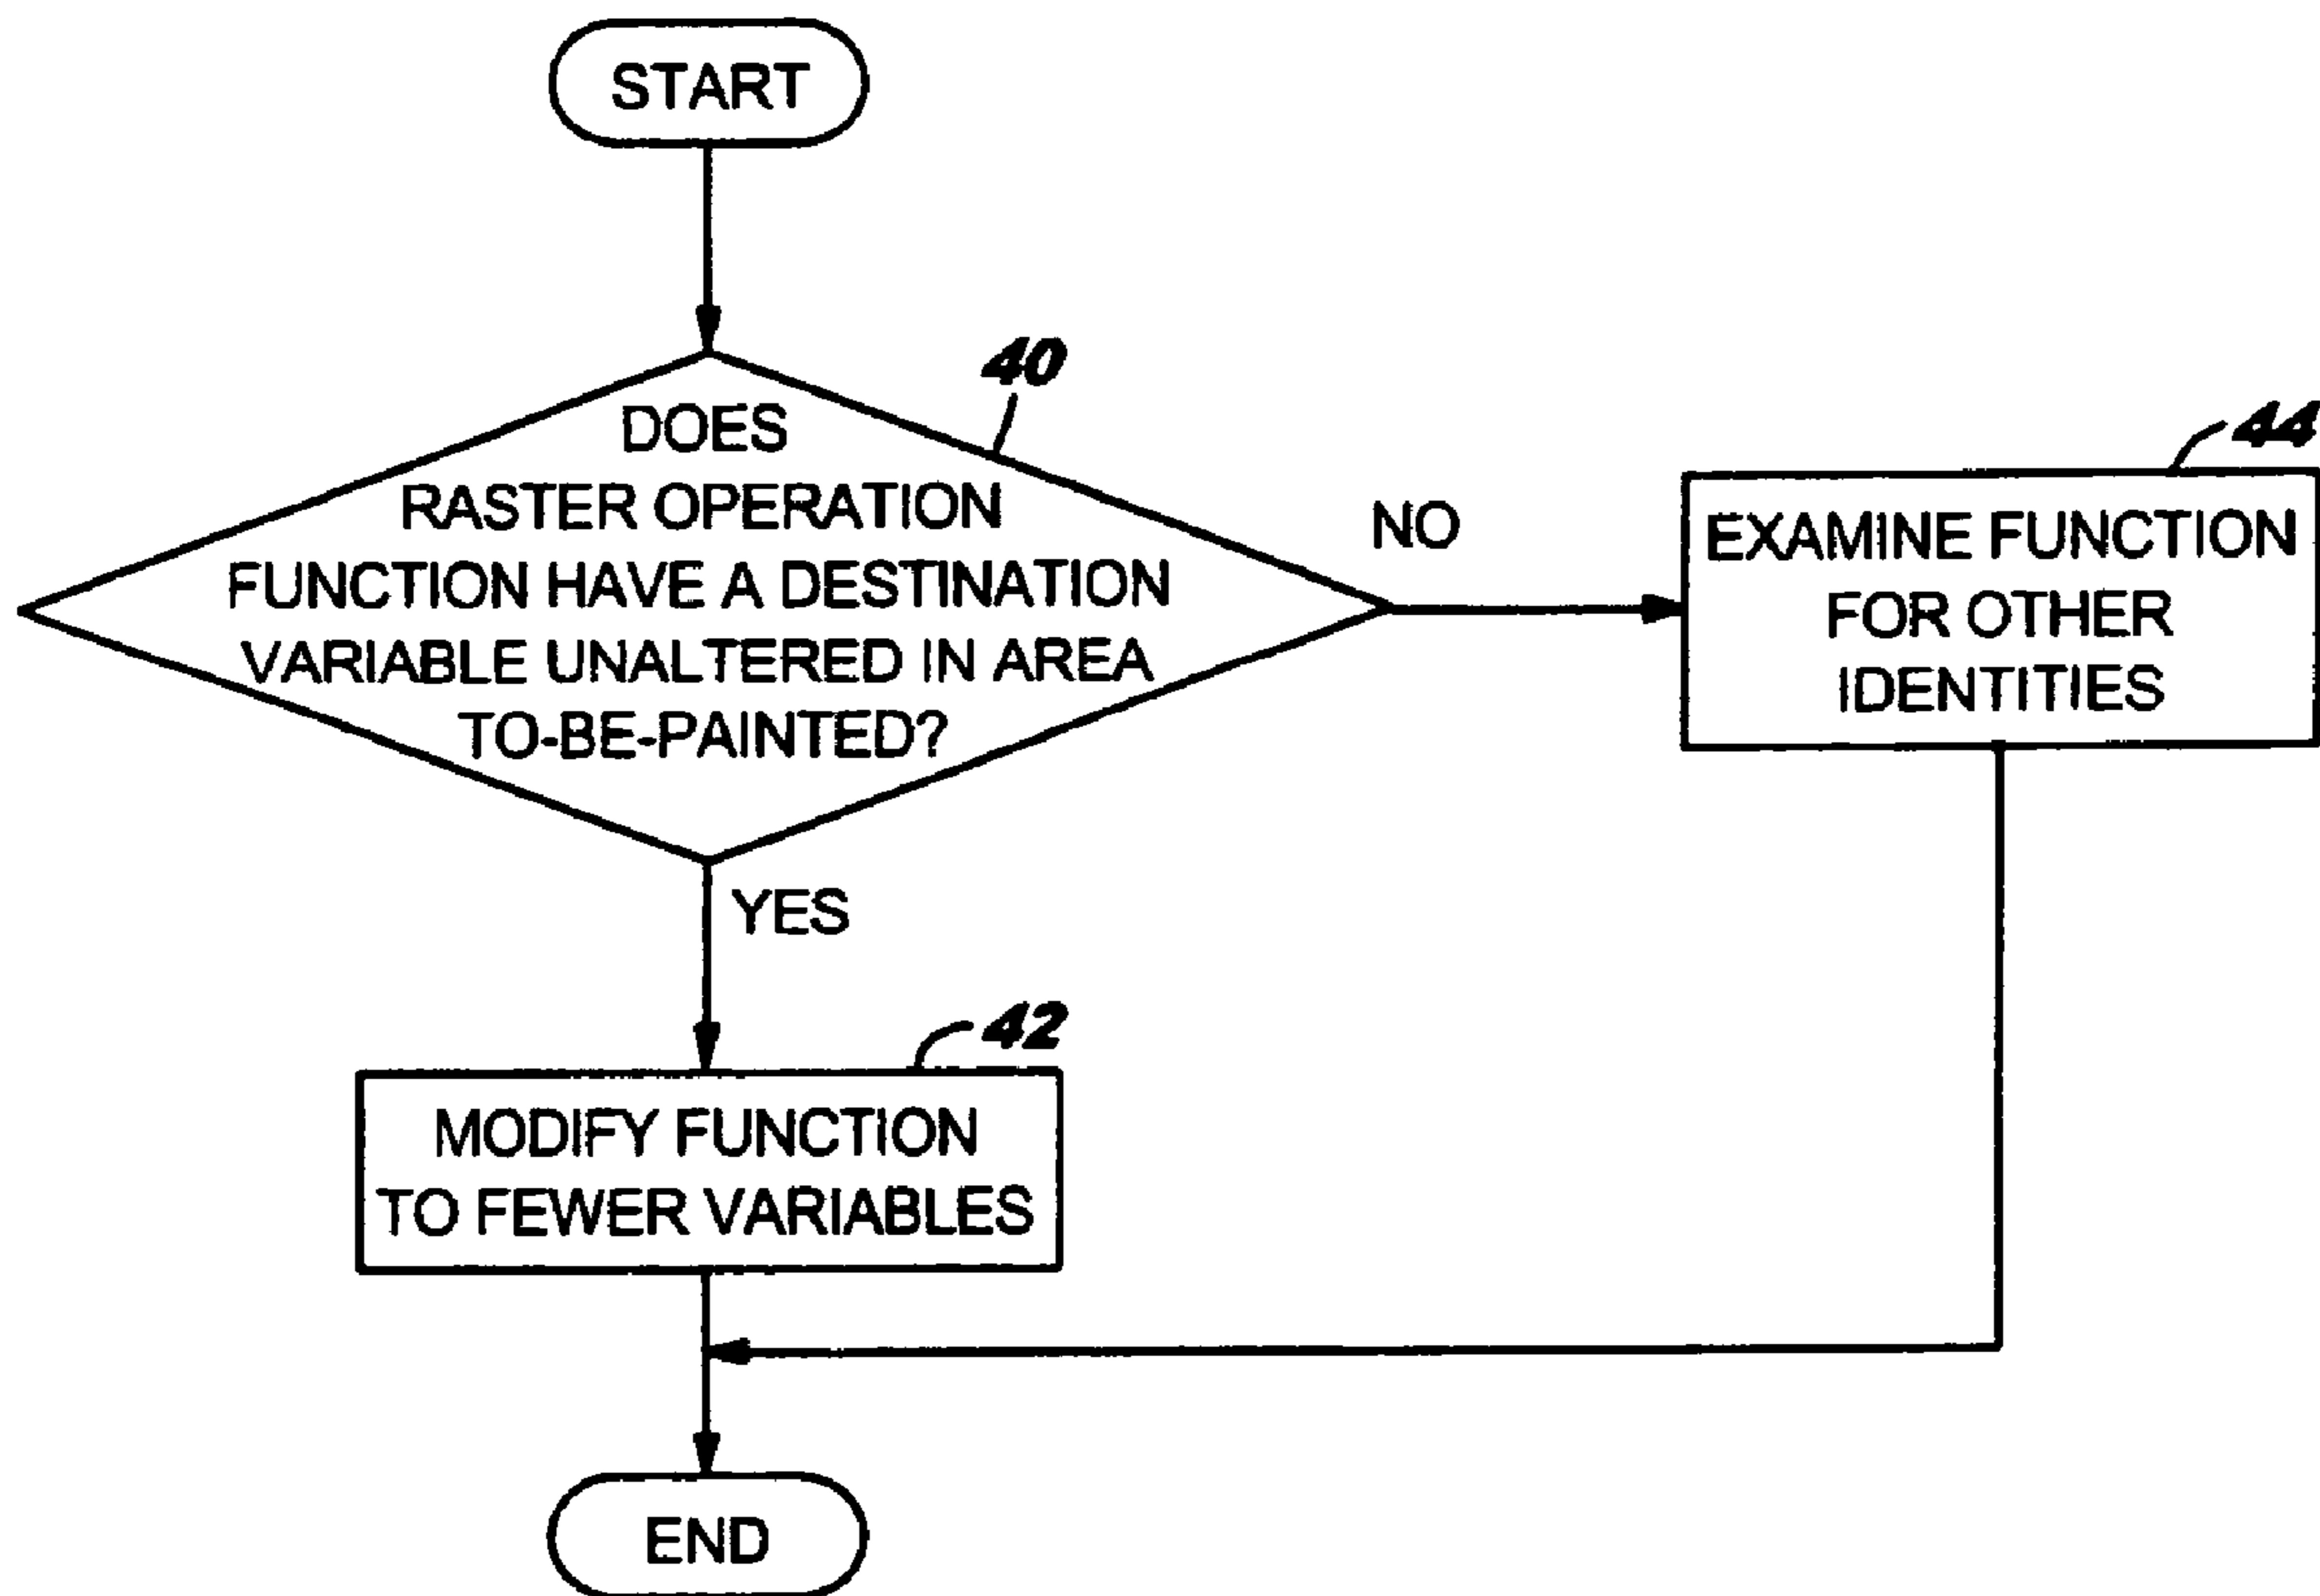 START
40
DOES
RASTER OPERATION
FUNCTION HAVE A DESTINATION
VARIABLE UNALTERED IN AREA
TO-BE-PAINTED?
NO
44
EXAMINE FUNCTION
FOR OTHER
IDENTITIES
YES
42
MODIFY FUNCTION
TO FEWER VARIABLES
END